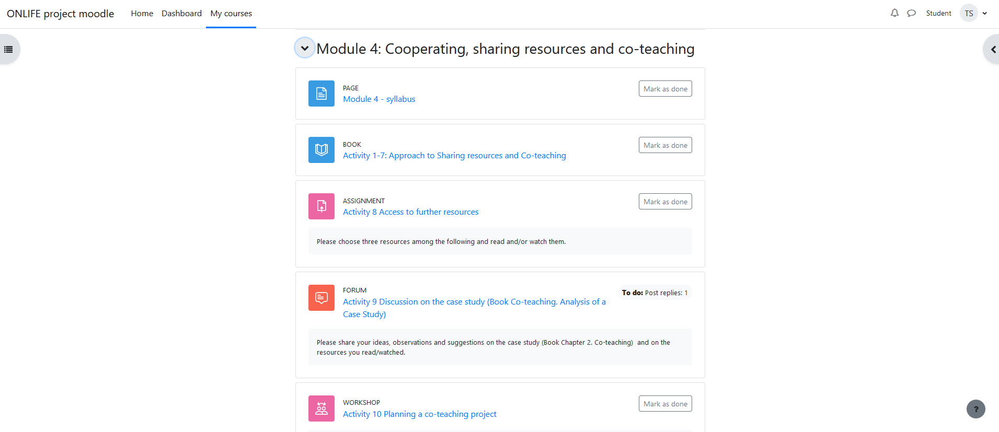 ONLIFE project moodle Home Dashboard My courses Student TS
Module 4: Cooperating, sharing resources and co-teaching
PAGE
Mark as done
Module 4 - syllabus
BOOK
Mark as done
Activity 1-7: Approach to Sharing resources and Co-teaching
ASSIGNMENT
Mark as done
Activity 8 Access to further resources
Please choose three resources among the following and read and/or watch them.
FORUM
To do: Post replies: 1
Activity 9 Discussion on the case study (Book Co-teaching. Analysis of a
Case Study)
Please share your ideas, observations and suggestions on the case study (Book Chapter 2. Co-teaching)  and on the
resources you read/watched.
WORKSHOP
Mark as done
Activity 10 Planning a co-teaching project
?